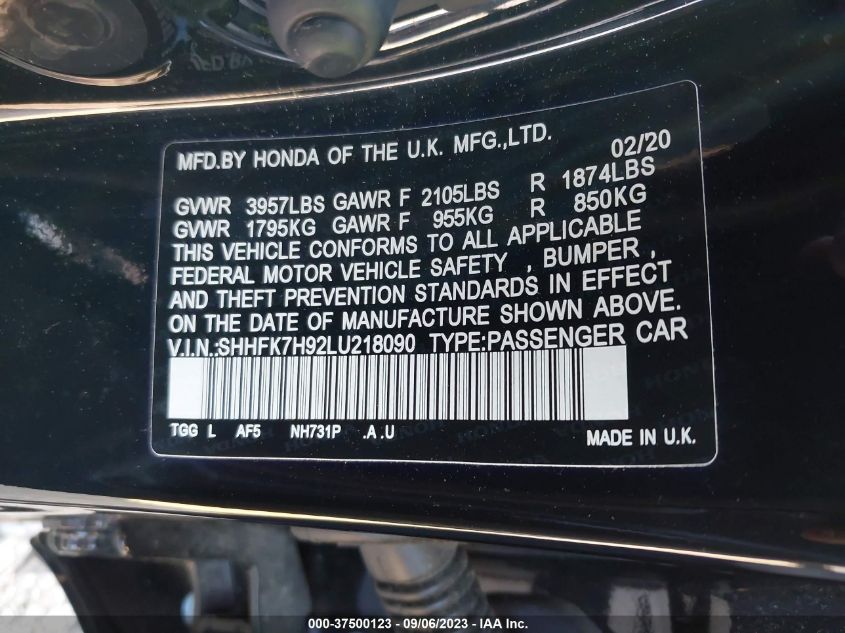 MFD.BY HONDA OF THE U.K. MFG.,LTD. 02/20
GVWR 3957LBS GAWR F 2105LBS R 1874LBS
GVWR 1795KG GAWR F 955KG R 850KG
THIS VEHICLE CONFORMS TO ALL APPLICABLE
FEDERAL MOTOR VEHICLE SAFETY , BUMPER ,
AND THEFT PREVENTION STANDARDS IN EFFECT
ON THE DATE OF MANUFACTURE SHOWN ABOVE.
V.I.N.:SHHFK7H92LU218090 TYPE:PASSENGER CAR
TGG L AF5 NH731P .A .U
MADE IN U.K.
000-37500123 - 09/06/2023 - IAAI.COM